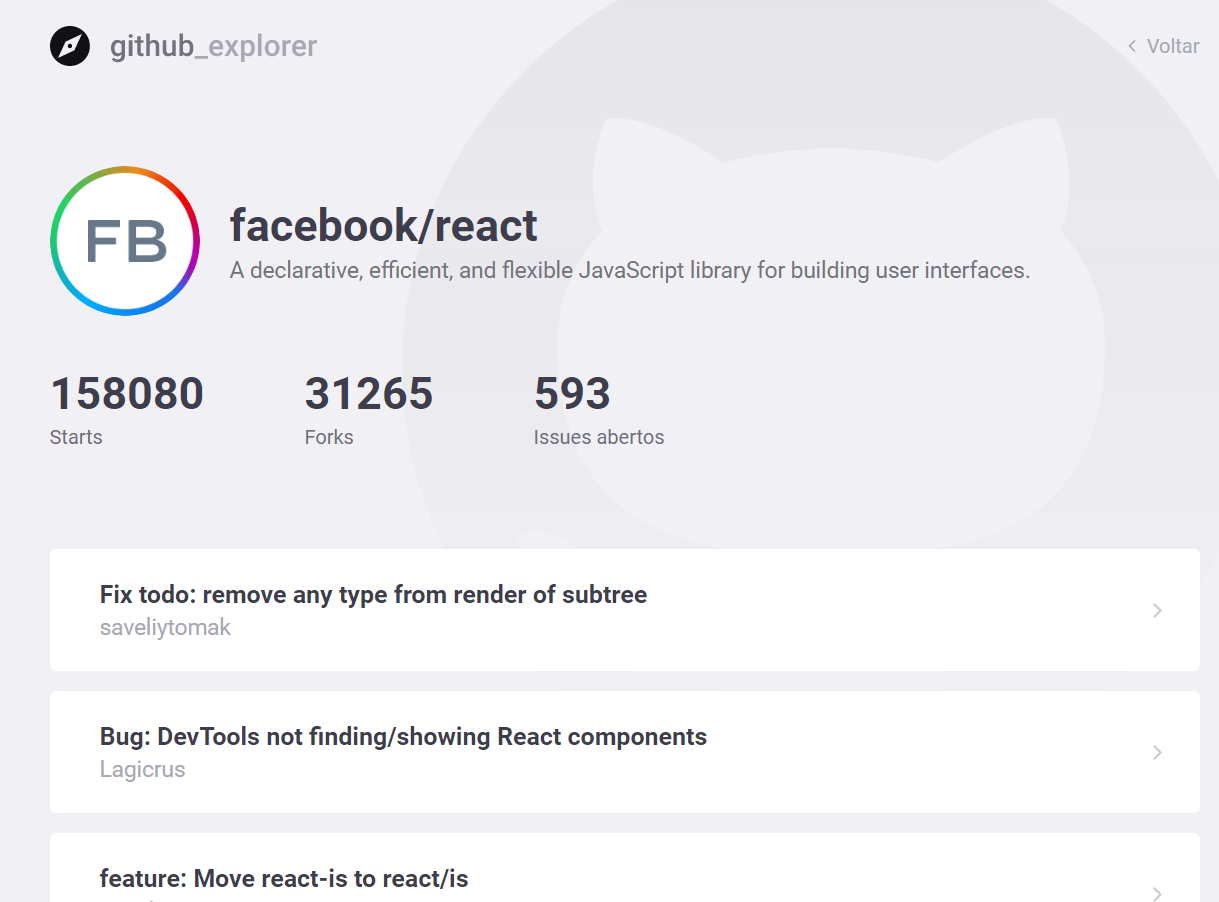 github_explorer
Voltar
FB
facebook/react
A declarative, efficient, and flexible JavaScript library for building user interfaces.
158080 31265 593
Starts Forks Issues abertos
Fix todo: remove any type from render of subtree
saveliytomak
Bug: DevTools not finding/showing React components
Lagicrus
feature: Move react-is to react/is